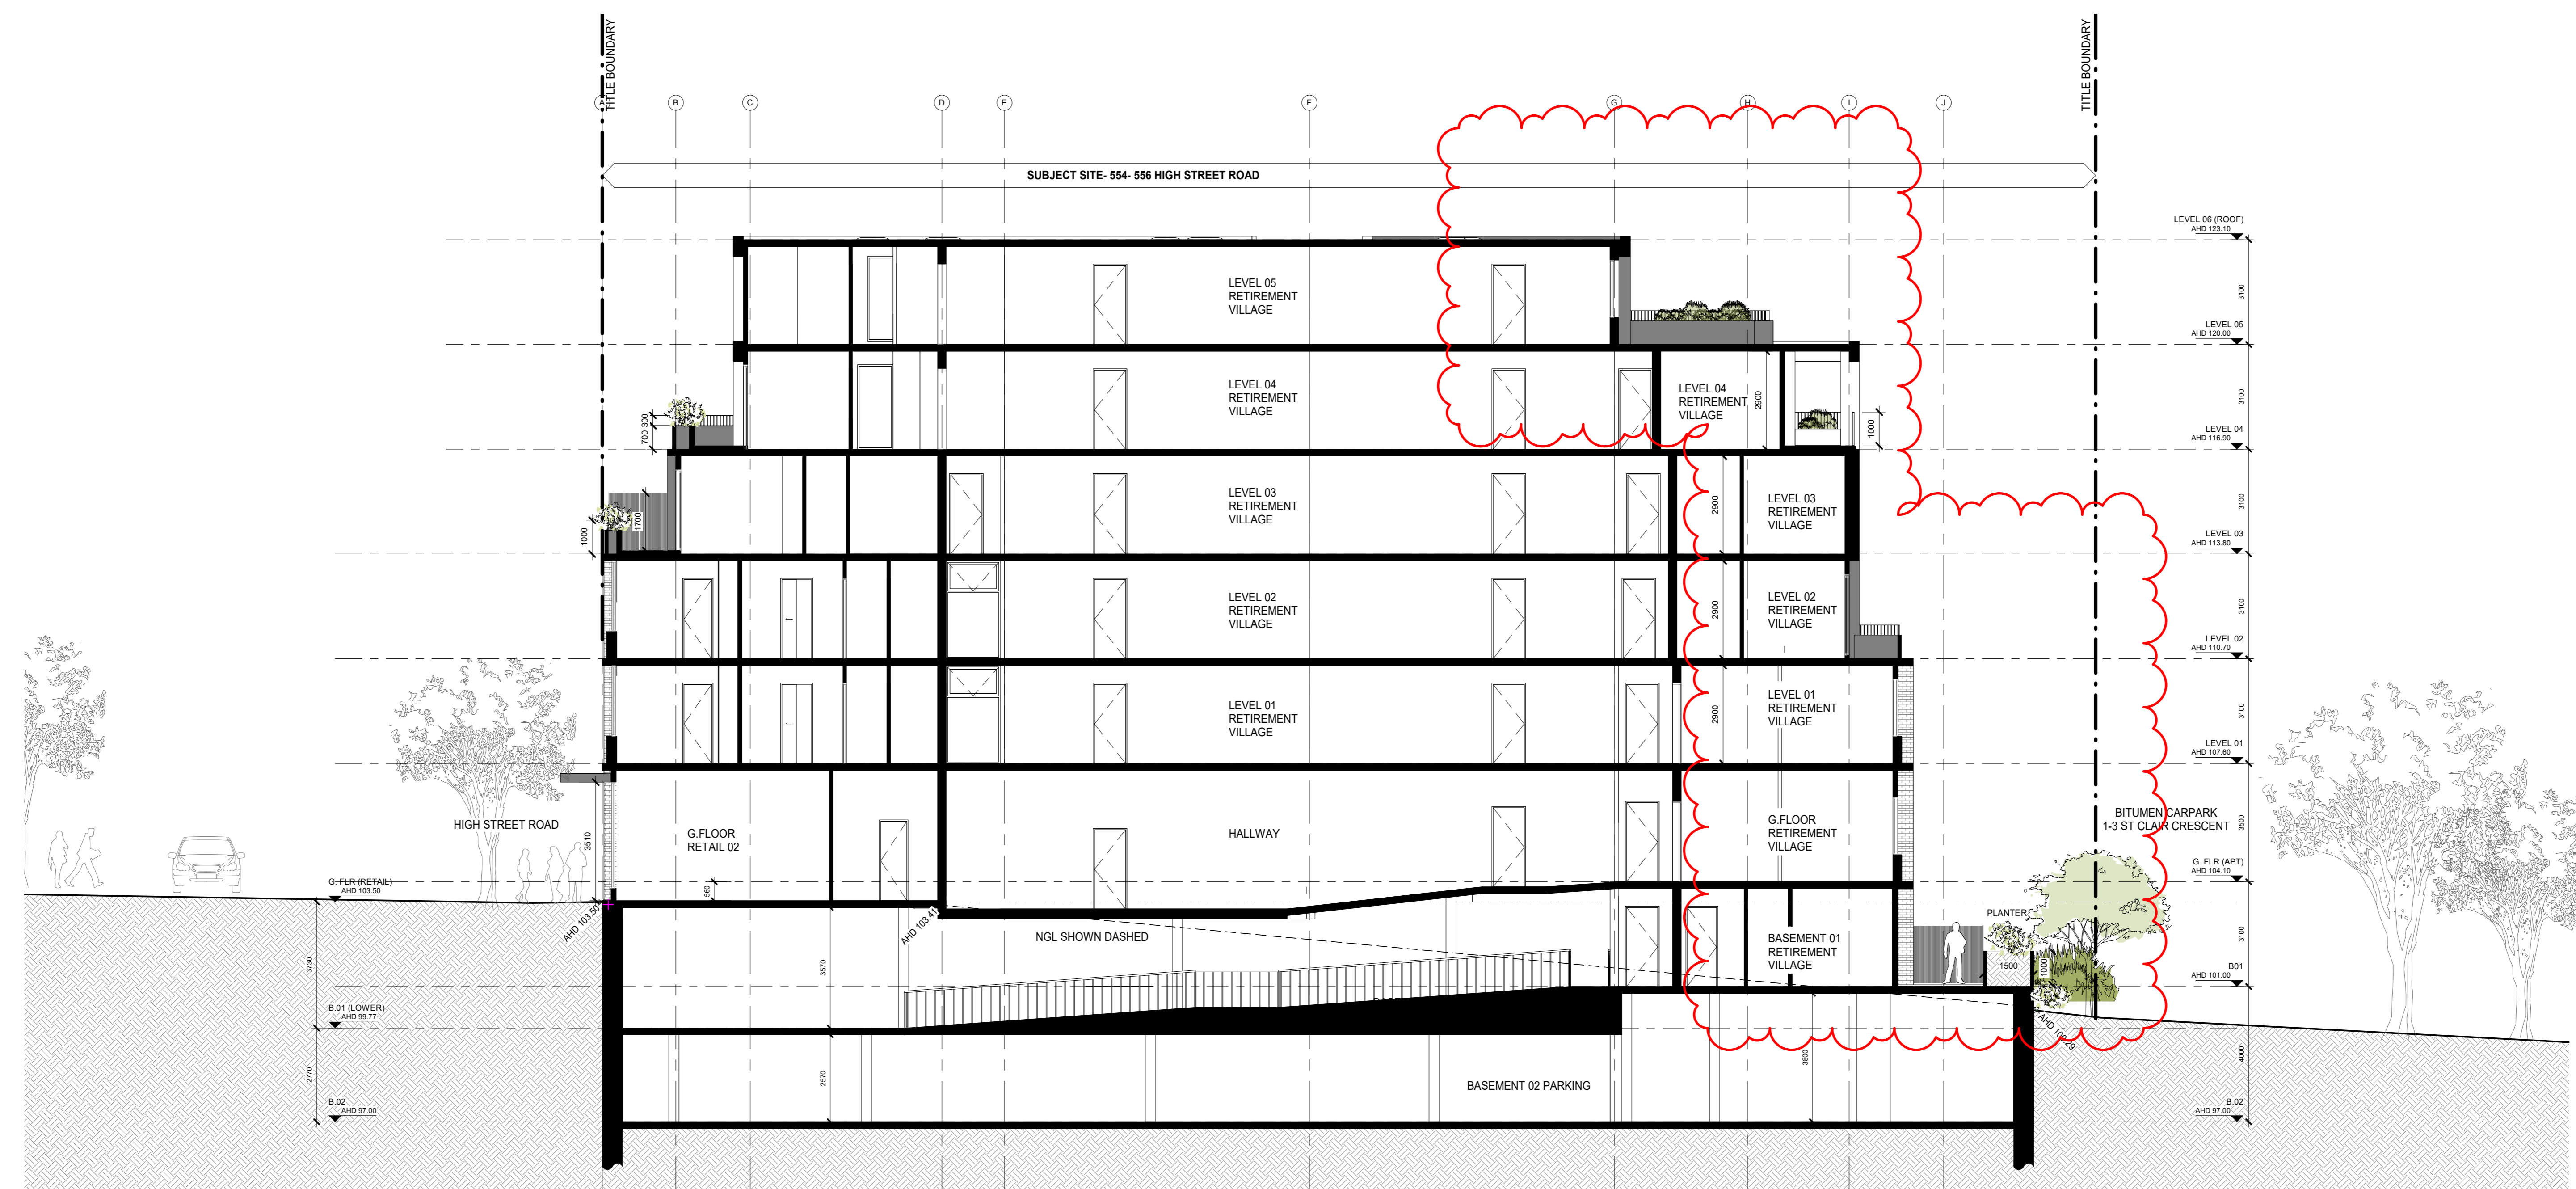 TITLE BOUNDARY
TITLE BOUNDARY
A
B
C
D
E
F
G
H
I
J
SUBJECT SITE- 554- 556 HIGH STREET ROAD
LEVEL 06 (ROOF)
AHD 123.10
3100
LEVEL 05
RETIREMENT
VILLAGE
LEVEL 05
AHD 120.00
3100
LEVEL 04
RETIREMENT
VILLAGE
LEVEL 04
RETIREMENT
VILLAGE
2900
1000
300
700
LEVEL 04
AHD 116.90
3100
LEVEL 03
RETIREMENT
VILLAGE
2900
LEVEL 03
RETIREMENT
VILLAGE
1700
1000
LEVEL 03
AHD 113.80
3100
LEVEL 02
RETIREMENT
VILLAGE
2900
LEVEL 02
RETIREMENT
VILLAGE
LEVEL 02
AHD 110.70
3100
LEVEL 01
RETIREMENT
VILLAGE
2900
LEVEL 01
RETIREMENT
VILLAGE
LEVEL 01
AHD 107.60
3500
HIGH STREET ROAD
3510
G.FLOOR
RETAIL 02
560
HALLWAY
G.FLOOR
RETIREMENT
VILLAGE
BITUMEN CARPARK
1-3 ST CLAIR CRESCENT
G. FLR (APT)
AHD 104.10
3100
G. FLR (RETAIL)
AHD 103.50
AHD 103.50
AHD 103.41
NGL SHOWN DASHED
BASEMENT 01
RETIREMENT
VILLAGE
PLANTER
1500
1000
B01
AHD 101.00
3730
3570
B.01 (LOWER)
AHD 99.77
AHD 100.29
4000
2770
2570
3800
BASEMENT 02 PARKING
B.02
AHD 97.00
B.02
AHD 97.00